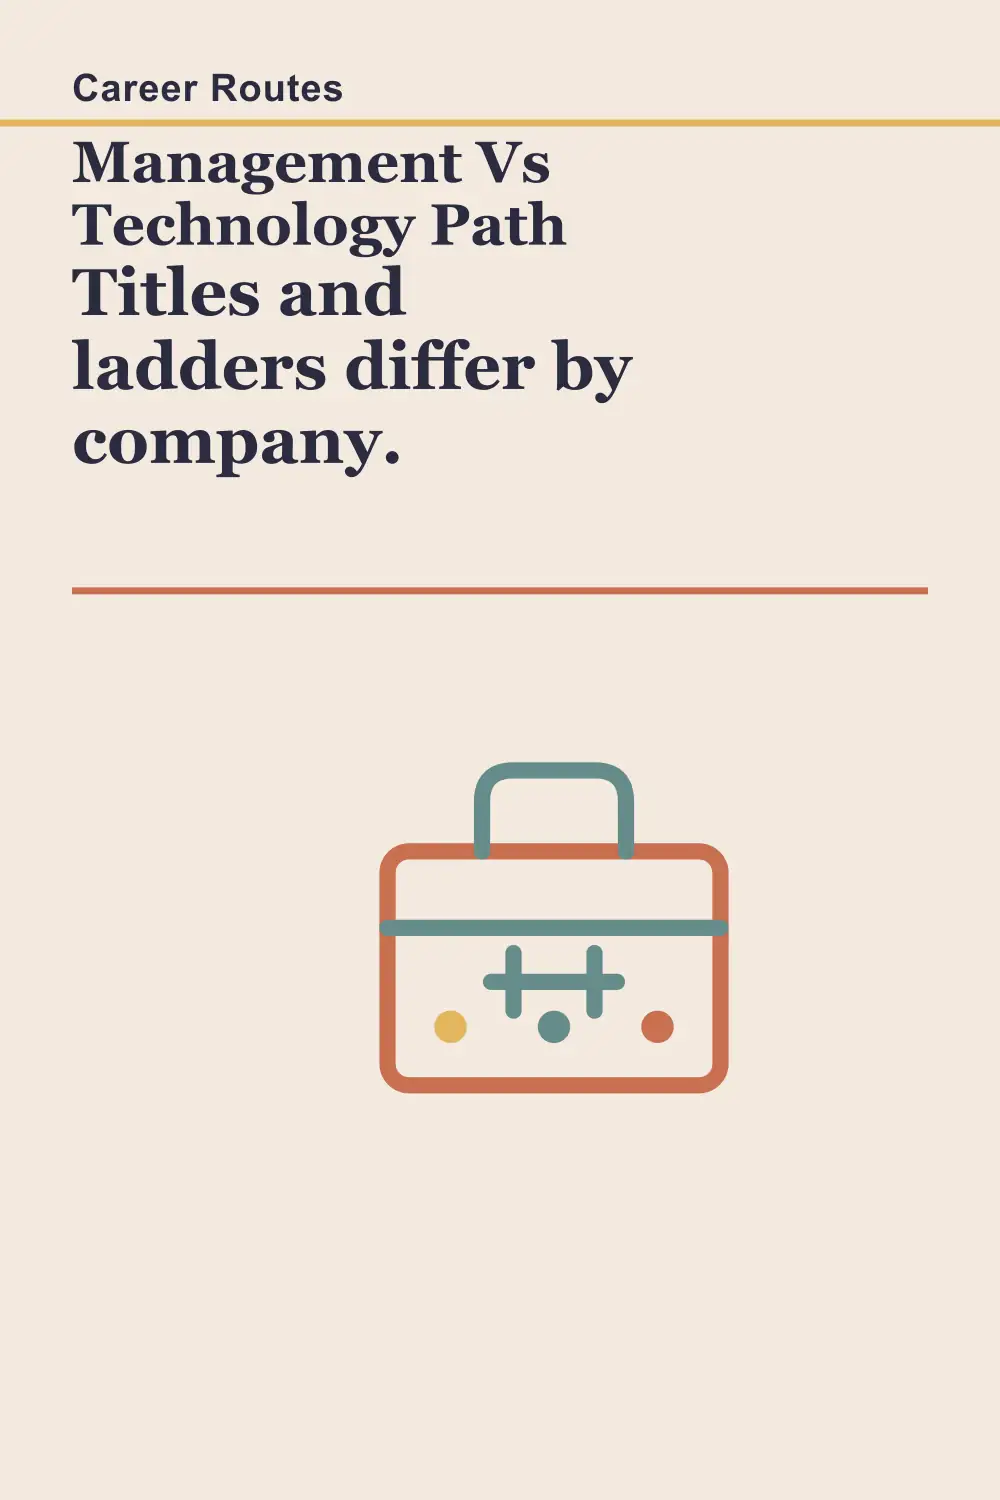 Career Routes
Management Vs
Technology Path
Titles and
ladders differ by
company.